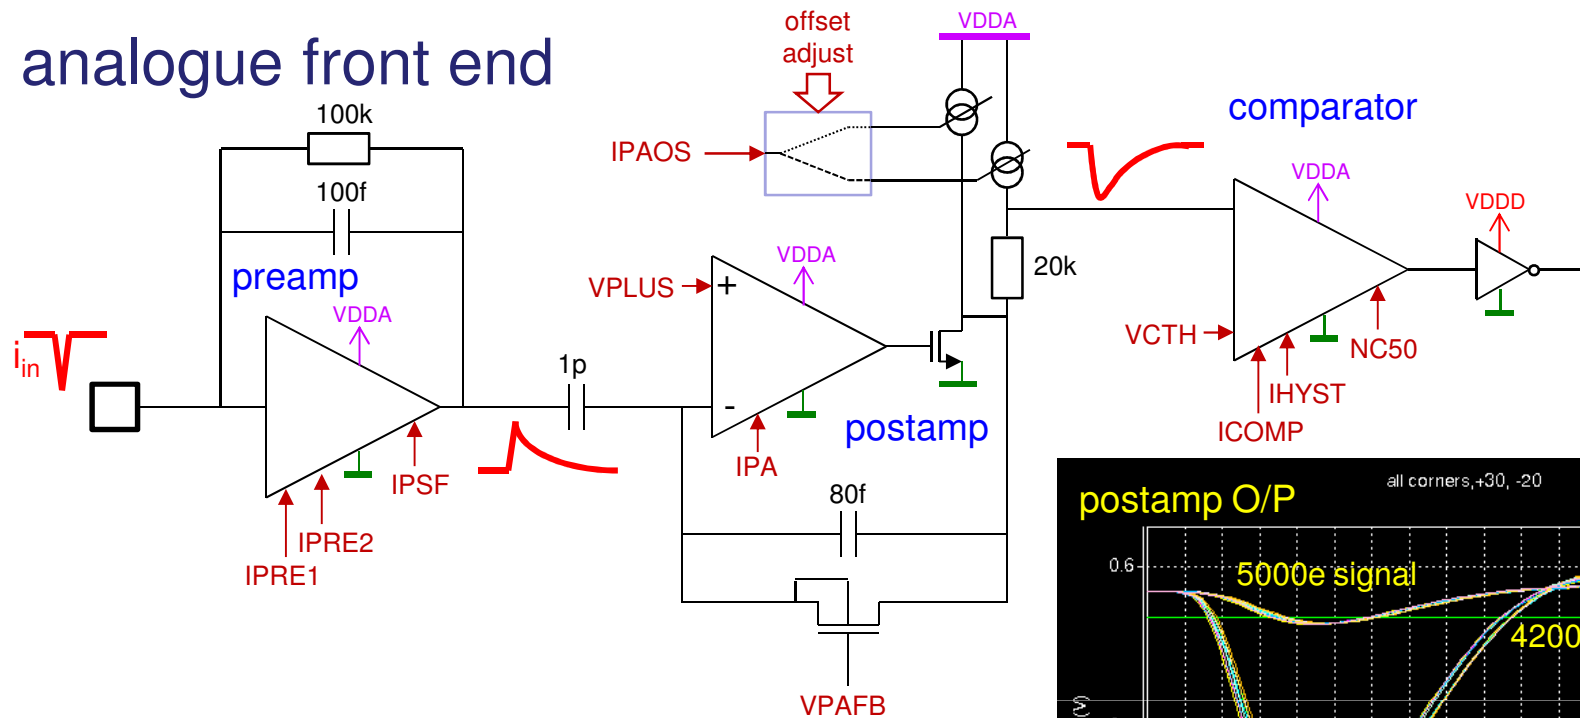 analogue front end
offset
adjust
VDDA
100k
100f
preamp
VDDA
i_in
IPRE1
IPRE2
IPSF
1p
IPAOS
VPLUS
+
-
VDDA
IPA
postamp
20k
80f
VPAFB
comparator
VDDA
VDDD
VCTH
NC50
IHYST
ICOMP
postamp O/P
all corners,+30, -20
0.6
5000e signal
4200
(V)